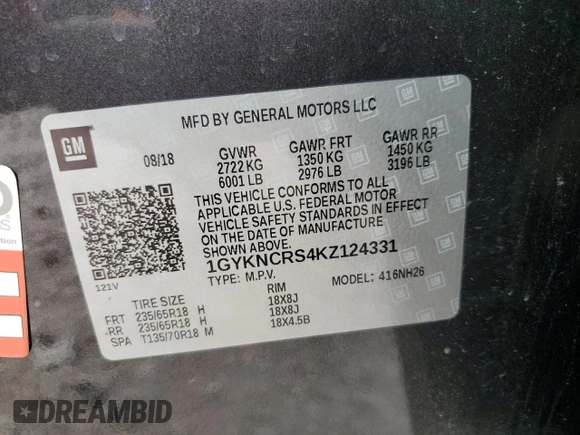 MFD BY GENERAL MOTORS LLC
GM
08/18
GVWR GAWR FRT GAWR RR
2722 KG 1350 KG 1450 KG
6001 LB 2976 LB 3196 LB
THIS VEHICLE CONFORMS TO ALL
APPLICABLE U.S. FEDERAL MOTOR
VEHICLE SAFETY STANDARDS IN EFFECT
ON THE DATE OF MANUFACTURE
SHOWN ABOVE.
1GYKNCRS4KZ124331
121V
TYPE: M.P.V. MODEL: 416NH26
TIRE SIZE RIM
FRT 235/65R18 H 18X8J
-RR 235/65R18 H 18X8J
SPA T135/70R18 M 18X4.5B
DREAMBID